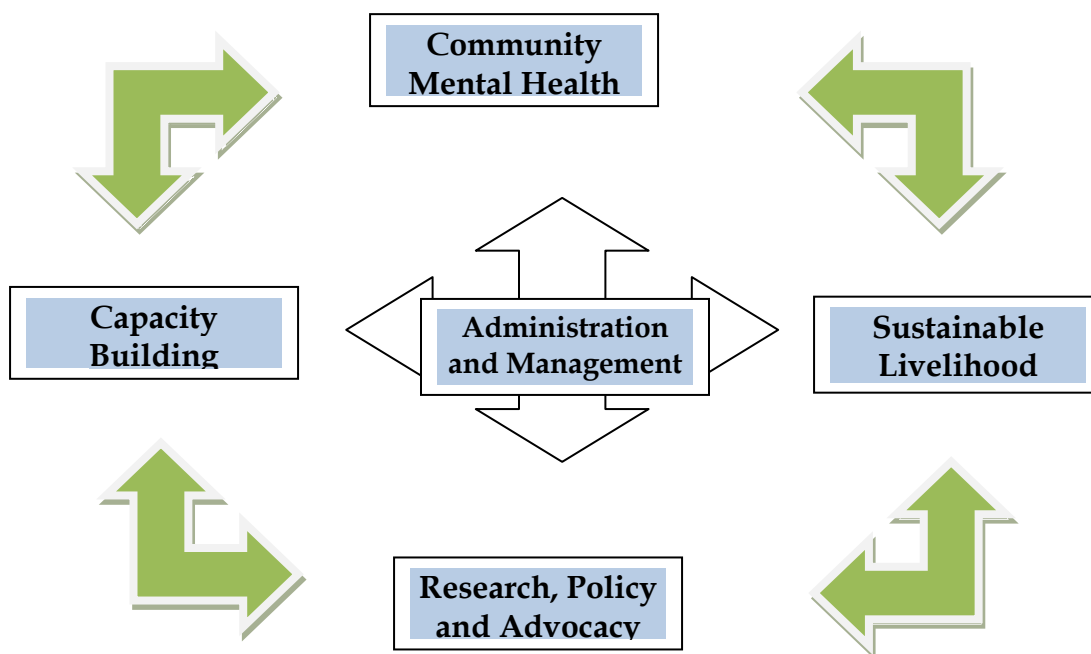 Community
Mental Health
Capacity
Building
Administration
and Management
Sustainable
Livelihood
Research, Policy
and Advocacy